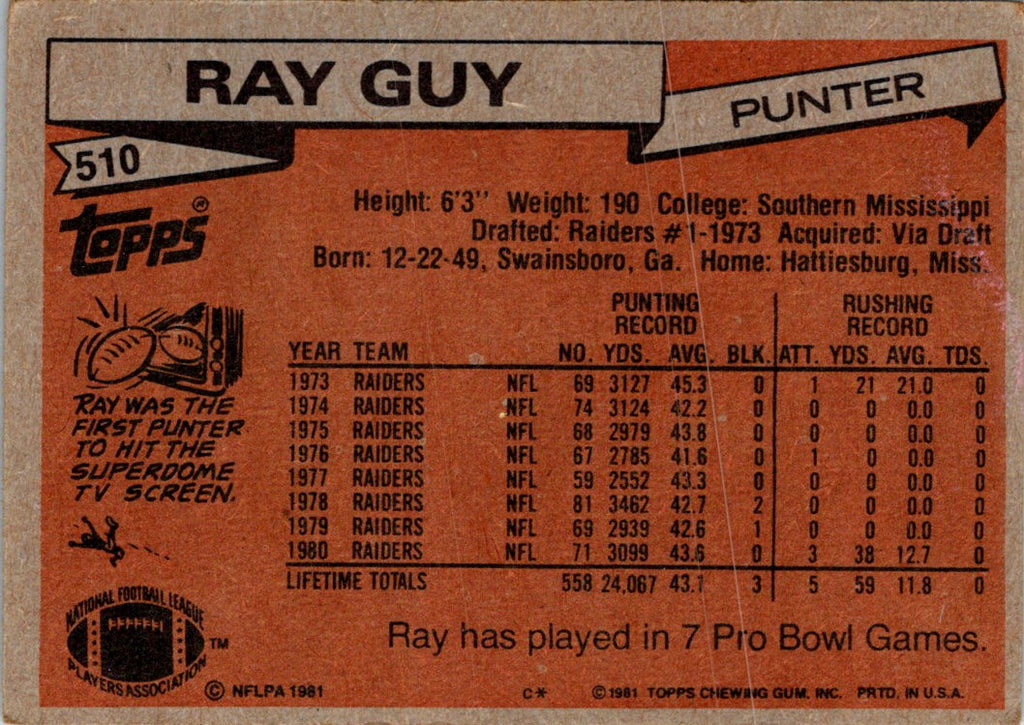 RAY GUY
PUNTER
510
Topps®
Height: 6'3" Weight: 190 College: Southern Mississippi
Drafted: Raiders #1-1973 Acquired: Via Draft
Born: 12-22-49, Swainsboro, Ga. Home: Hattiesburg, Miss.
PUNTING RUSHING
RECORD RECORD
YEAR TEAM NO. YDS. AVG. BLK. ATT. YDS. AVG. TDS.
1973 RAIDERS NFL 69 3127 45.3 0 1 21 21.0 0
1974 RAIDERS NFL 74 3124 42.2 0 0 0 0.0 0
1975 RAIDERS NFL 68 2979 43.8 0 0 0 0.0 0
1976 RAIDERS NFL 67 2785 41.6 0 1 0 0.0 0
1977 RAIDERS NFL 59 2552 43.3 0 0 0 0.0 0
1978 RAIDERS NFL 81 3462 42.7 2 0 0 0.0 0
1979 RAIDERS NFL 69 2939 42.6 1 0 0 0.0 0
1980 RAIDERS NFL 71 3099 43.6 0 3 38 12.7 0
LIFETIME TOTALS 558 24,067 43.1 3 5 59 11.8 0
RAY WAS THE
FIRST PUNTER
TO HIT THE
SUPERDOME
TV SCREEN.
NATIONAL FOOTBALL LEAGUE
PLAYERS ASSOCIATION
TM
Ray has played in 7 Pro Bowl Games.
© NFLPA 1981 C* © 1981 TOPPS CHEWING GUM, INC. PRTD. IN U.S.A.